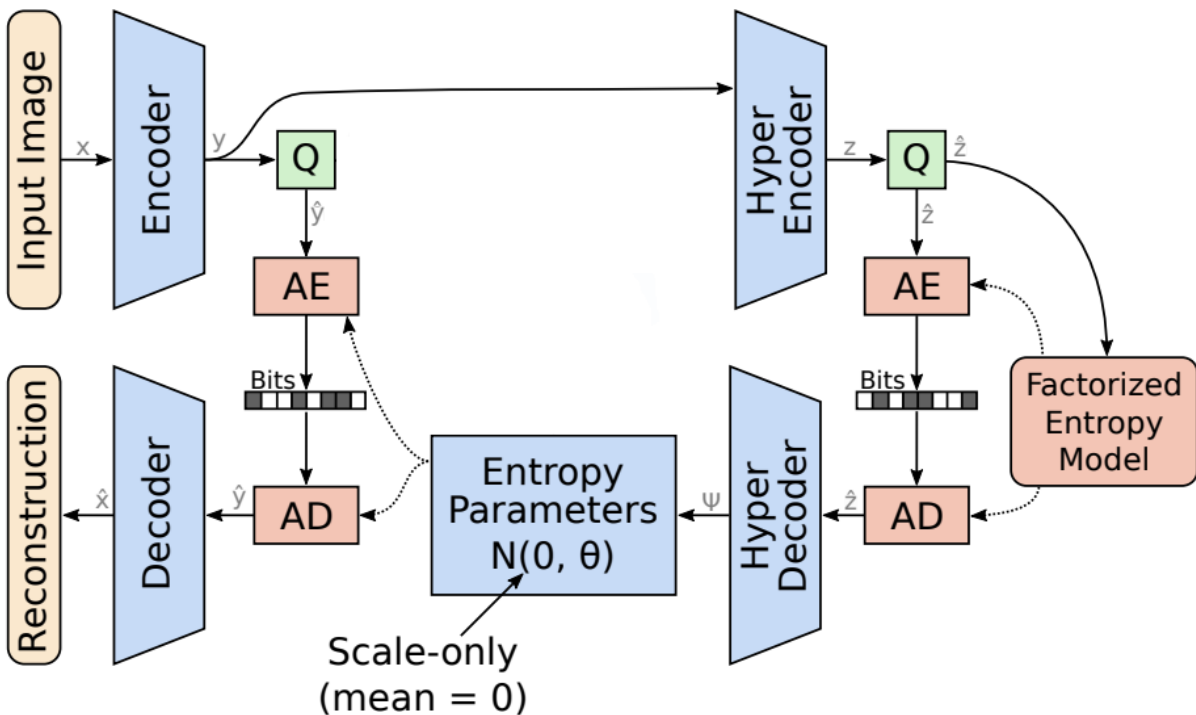 Input Image
x
Encoder
y
Q
ŷ
AE
Bits
Hyper
Encoder
z
Q
ẑ
ẑ
AE
Bits
Factorized
Entropy
Model
Reconstruction
x̂
Decoder
ŷ
AD
Entropy
Parameters
N(0, θ)
ψ
Hyper
Decoder
ẑ
AD
Scale-only
(mean = 0)